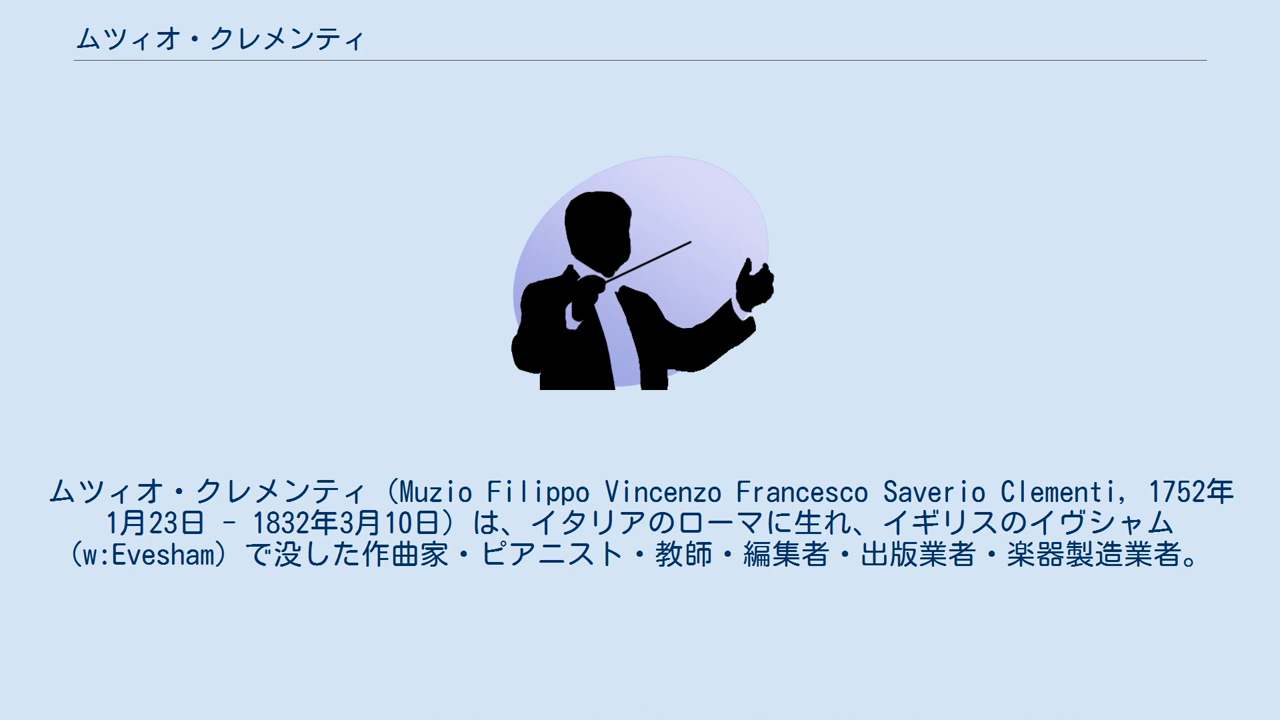 ムツィオ・クレメンティ
ムツィオ・クレメンティ（Muzio Filippo Vincenzo Francesco Saverio Clementi, 1752年
1月23日 - 1832年3月10日）は、イタリアのローマに生れ、イギリスのイヴシャム
（w:Evesham）で没した作曲家・ピアニスト・教師・編集者・出版業者・楽器製造業者。